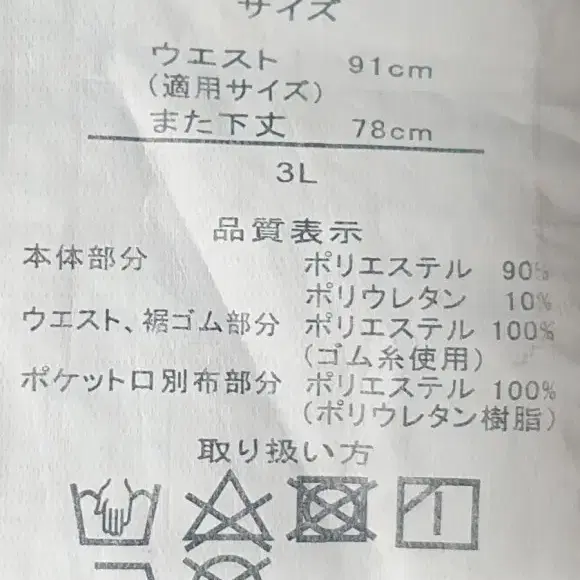 サイズ
ウエスト 91cm
(適用サイズ)
また下丈 78cm
3L
品質表示
本体部分 ポリエステル 90%
ポリウレタン 10%
ウエスト、裾ゴム部分 ポリエステル 100%
(ゴム糸使用)
ポケット口別布部分 ポリエステル 100%
(ポリウレタン樹脂)
取り扱い方